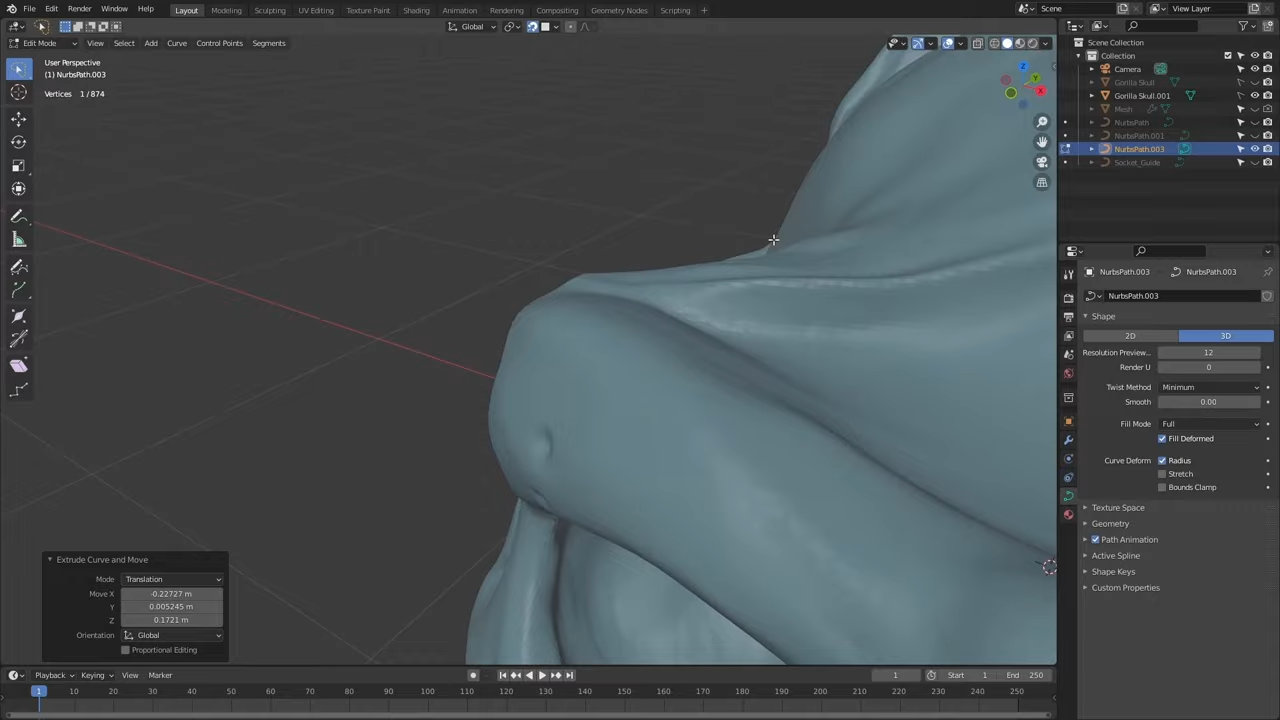 File Edit Render Window Help Layout Modeling Sculpting UV Editing Texture Paint Shading Animation Rendering Compositing Geometry Nodes Scripting + Scene View Layer
Global
Edit Mode View Select Add Curve Control Points Segments
User Perspective
(1) NurbsPath.003
Vertices 1/874
Z
Y
X
Scene Collection
Collection
Camera
Gorilla Skull
Gorilla Skull.001
Mesh
NurbsPath
NurbsPath.001
NurbsPath.003
Socket_Guide
NurbsPath.003 NurbsPath.003
NurbsPath.003
Shape
2D 3D
Resolution Preview... 12
Render U 0
Twist Method Minimum
Smooth 0.00
Fill Mode Full
Fill Deformed
Curve Deform Radius
Stretch
Bounds Clamp
Texture Space
Geometry
Path Animation
Active Spline
Shape Keys
Custom Properties
Extrude Curve and Move
Mode Translation
Move X -0.22727 m
Y 0.005245 m
Z 0.1721 m
Orientation Global
Proportional Editing
Playback Keying View Marker 1 Start 1 End 250
1 10 20 30 40 50 60 70 80 90 100 110 120 130 140 150 160 170 180 190 200 210 220 230 240 250